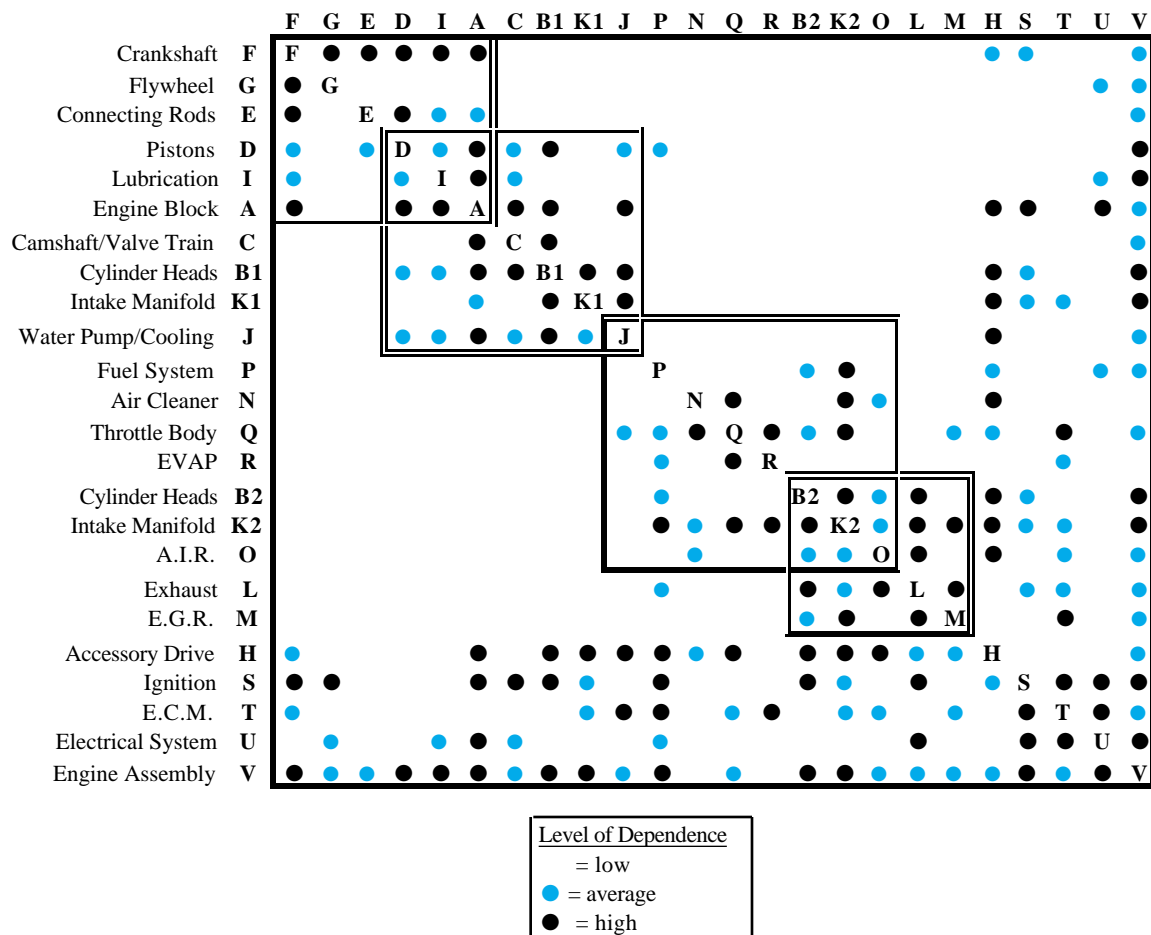 F G E D I A C B1 K1 J P N Q R B2 K2 O L M H S T U V
Crankshaft F F
Flywheel G G
Connecting Rods E E
Pistons D D
Lubrication I I
Engine Block A A
Camshaft/Valve Train C C
Cylinder Heads B1 B1
Intake Manifold K1 K1
Water Pump/Cooling J J
Fuel System P P
Air Cleaner N N
Throttle Body Q Q
EVAP R R
Cylinder Heads B2 B2
Intake Manifold K2 K2
A.I.R. O O
Exhaust L L
E.G.R. M M
Accessory Drive H H
Ignition S S
E.C.M. T T
Electrical System U U
Engine Assembly V V
Level of Dependence
= low
= average
= high